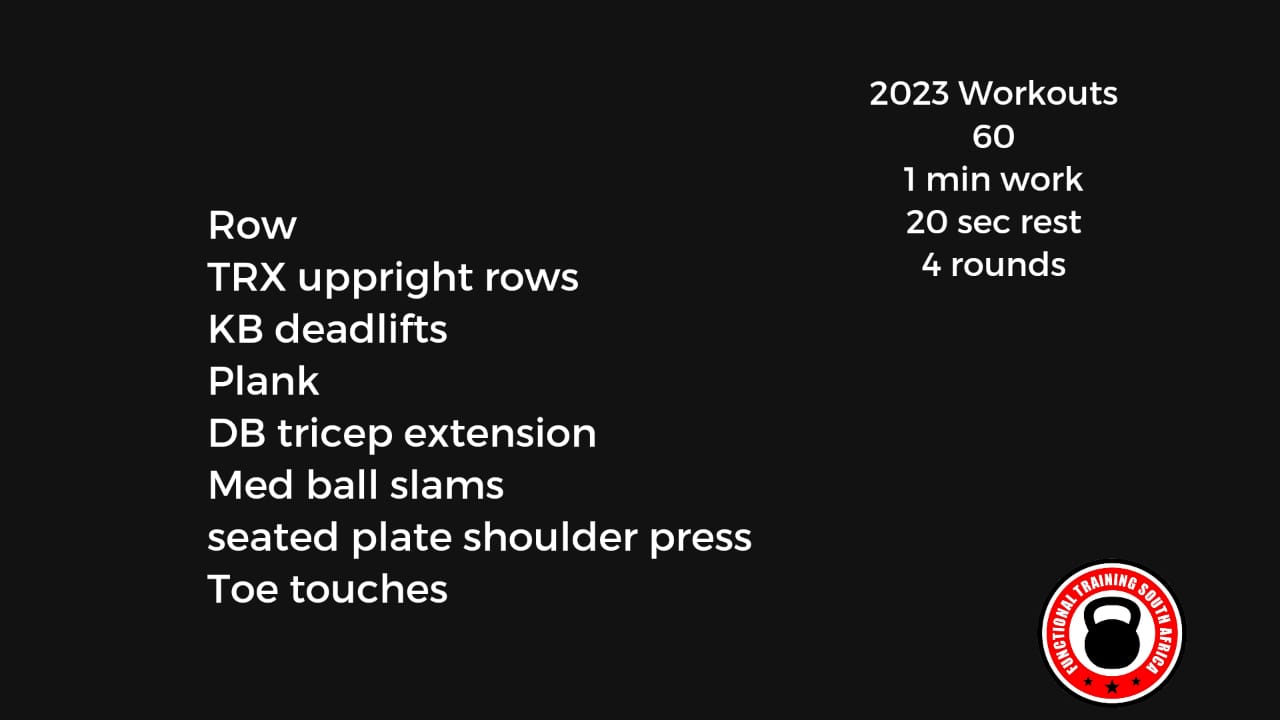 2023 Workouts
60
1 min work
20 sec rest
4 rounds
Row
TRX uppright rows
KB deadlifts
Plank
DB tricep extension
Med ball slams
seated plate shoulder press
Toe touches
FUNCTIONAL TRAINING SOUTH AFRICA